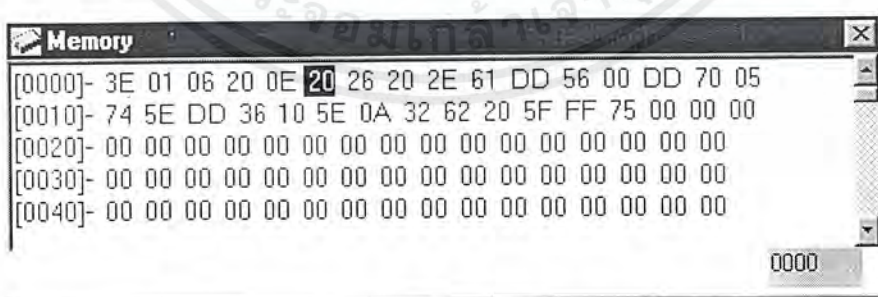 Memory
[0000]- 3E 01 06 20 0E 20 26 20 2E 61 DD 56 00 DD 70 05
[0010]- 74 5E DD 36 10 5E 0A 32 62 20 5F FF 75 00 00 00
[0020]- 00 00 00 00 00 00 00 00 00 00 00 00 00 00 00 00
[0030]- 00 00 00 00 00 00 00 00 00 00 00 00 00 00 00 00
[0040]- 00 00 00 00 00 00 00 00 00 00 00 00 00 00 00 00
0000